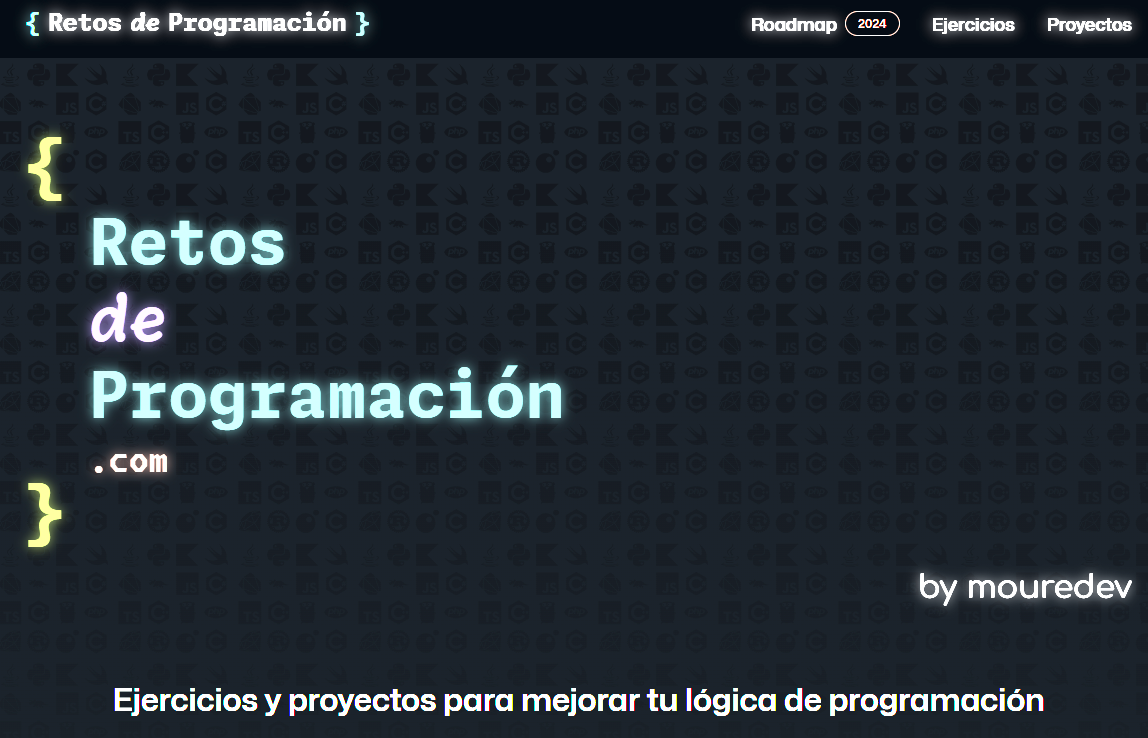 { Retos de Programación }
Roadmap 2024 Ejercicios Proyectos
{
Retos
de
Programación
.com
}
by mouredev
Ejercicios y proyectos para mejorar tu lógica de programación